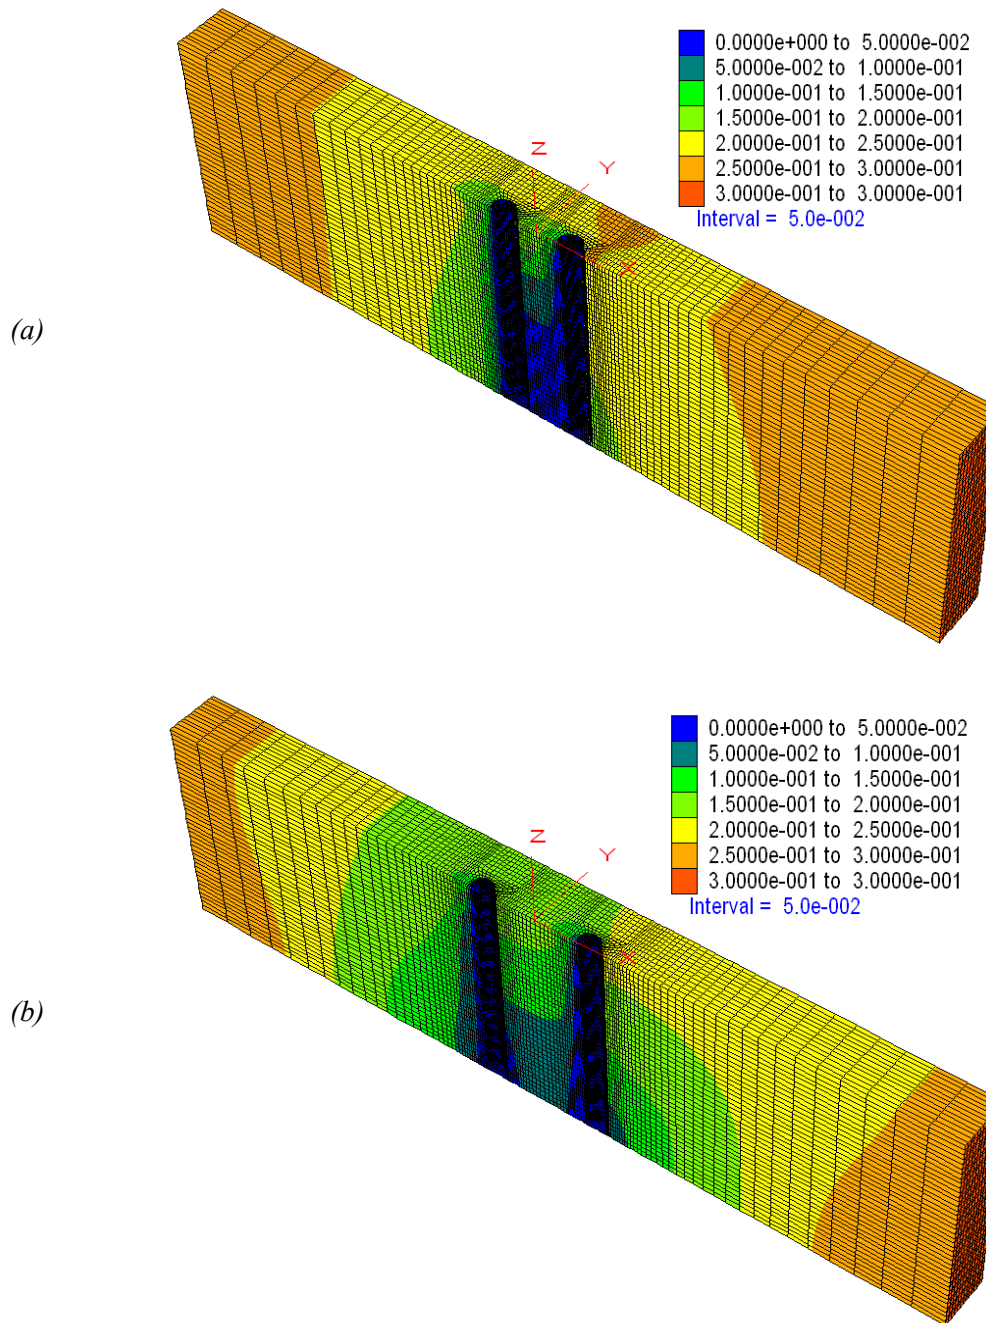 0.0000e+000 to 5.0000e-002
5.0000e-002 to 1.0000e-001
1.0000e-001 to 1.5000e-001
1.5000e-001 to 2.0000e-001
2.0000e-001 to 2.5000e-001
2.5000e-001 to 3.0000e-001
3.0000e-001 to 3.0000e-001
Interval = 5.0e-002
Z
Y
X
(a)
0.0000e+000 to 5.0000e-002
5.0000e-002 to 1.0000e-001
1.0000e-001 to 1.5000e-001
1.5000e-001 to 2.0000e-001
2.0000e-001 to 2.5000e-001
2.5000e-001 to 3.0000e-001
3.0000e-001 to 3.0000e-001
Interval = 5.0e-002
Z
Y
X
(b)